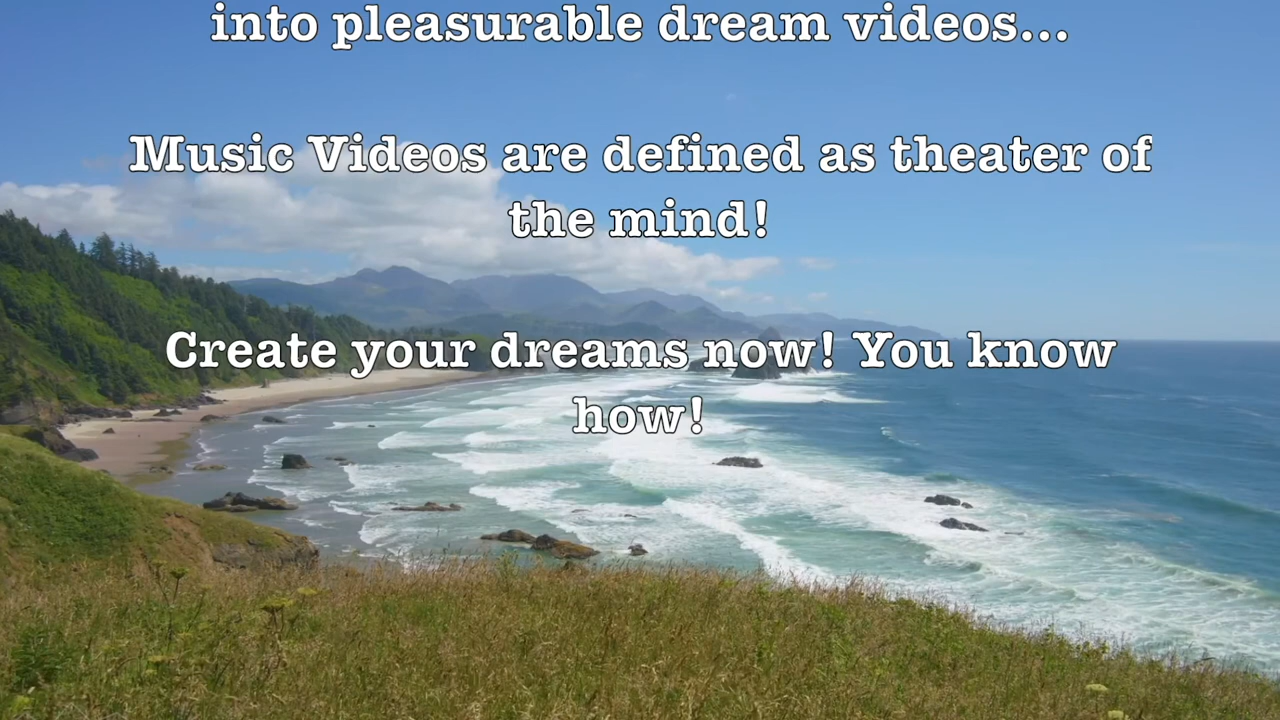 into pleasurable dream videos...
Music Videos are defined as theater of
the mind!
Create your dreams now! You know
how!